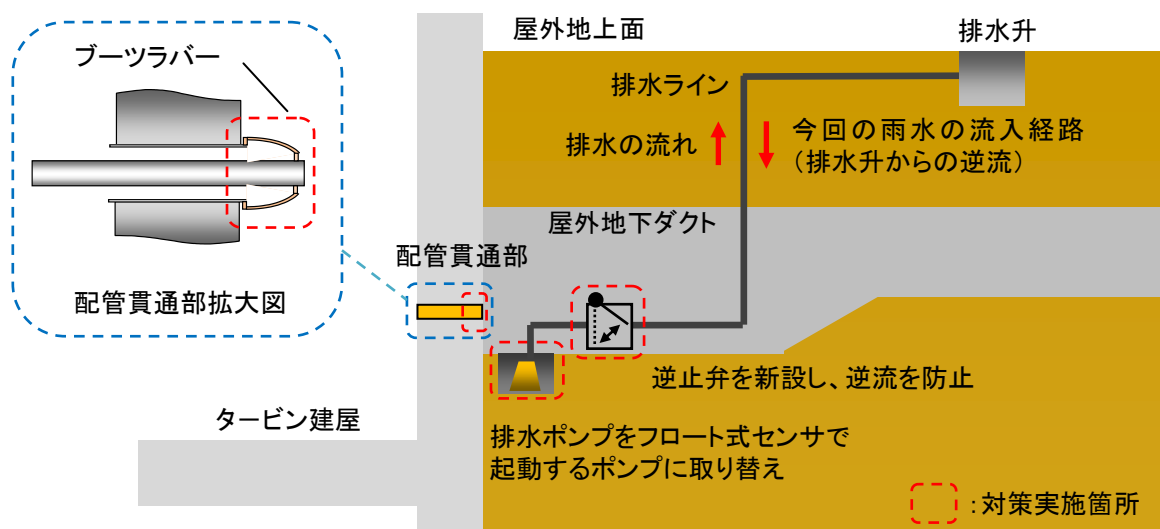 屋外地上面
排水升
ブーツラバー
排水ライン
排水の流れ
今回の雨水の流入経路
（排水升からの逆流）
屋外地下ダクト
配管貫通部
配管貫通部拡大図
逆止弁を新設し、逆流を防止
タービン建屋
排水ポンプをフロート式センサで
起動するポンプに取り替え
：対策実施箇所